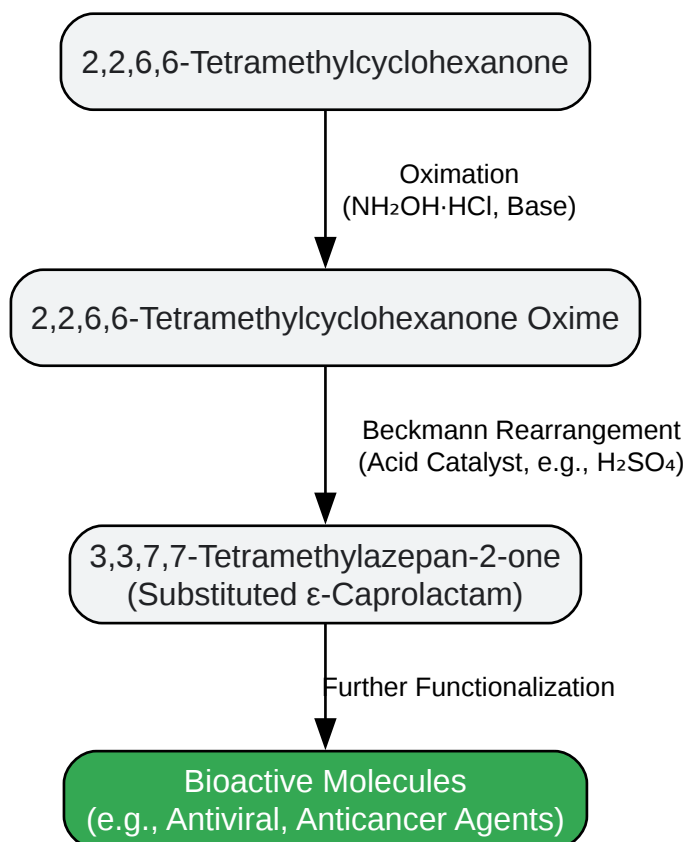 2,2,6,6-Tetramethylcyclohexanone
Oximation
(NH₂OH·HCl, Base)
2,2,6,6-Tetramethylcyclohexanone Oxime
Beckmann Rearrangement
(Acid Catalyst, e.g., H₂SO₄)
3,3,7,7-Tetramethylazepan-2-one
(Substituted ε-Caprolactam)
Further Functionalization
Bioactive Molecules
(e.g., Antiviral, Anticancer Agents)